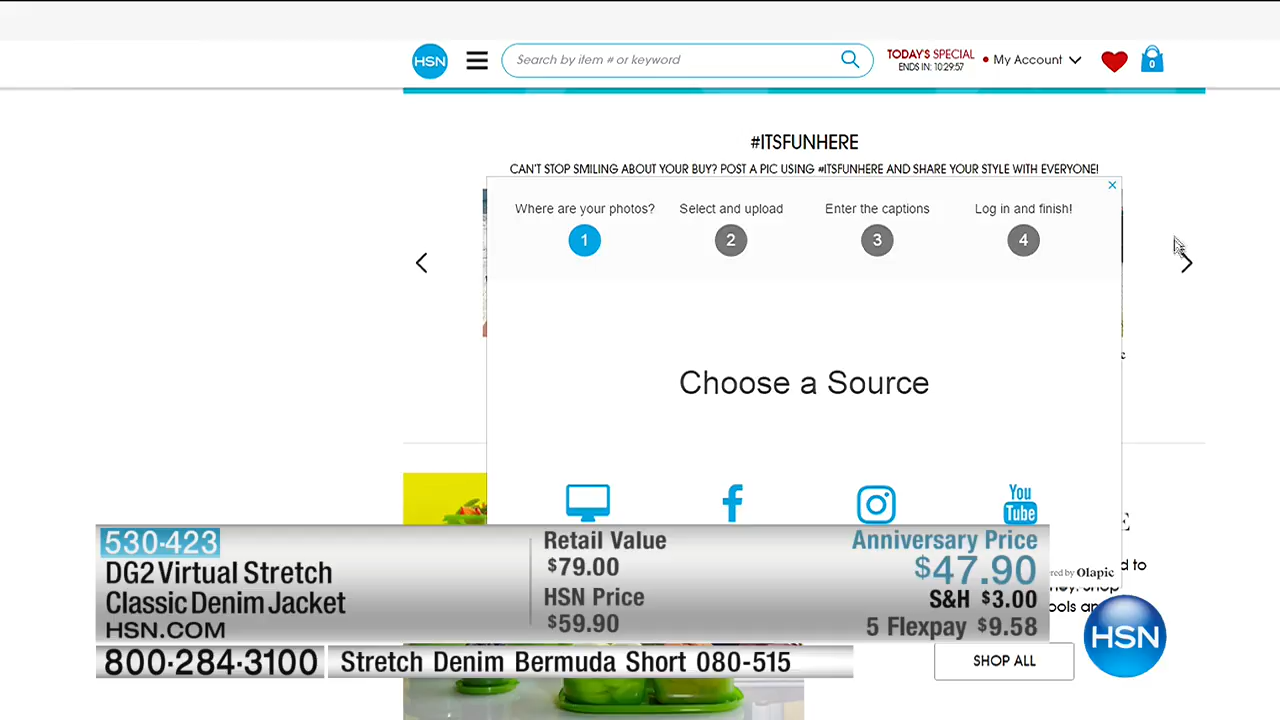 HSN
Search by item # or keyword
TODAY'S SPECIAL
ENDS IN: 10:29:57
My Account
0
#ITSFUNHERE
CAN'T STOP SMILING ABOUT YOUR BUY? POST A PIC USING #ITSFUNHERE AND SHARE YOUR STYLE WITH EVERYONE!
×
Where are your photos? Select and upload Enter the captions Log in and finish!
1 2 3 4
Choose a Source
You
Tube
Olapic
d to
SHOP ALL
530-423
DG2 Virtual Stretch
Classic Denim Jacket
HSN.COM
Retail Value
$79.00
HSN Price
$59.90
Anniversary Price
$47.90
S&H $3.00
5 Flexpay $9.58
HSN
800·284·3100
Stretch Denim Bermuda Short 080-515